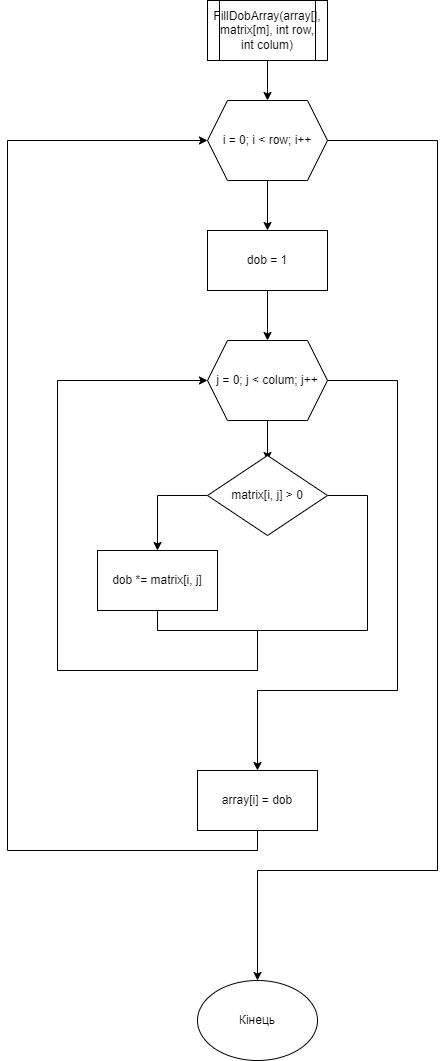 FillDobArray(array[],
matrix[m], int row,
int colum)
i = 0; i < row; i++
dob = 1
j = 0; j < colum; j++
matrix[i, j] > 0
dob *= matrix[i, j]
array[i] = dob
Кінець